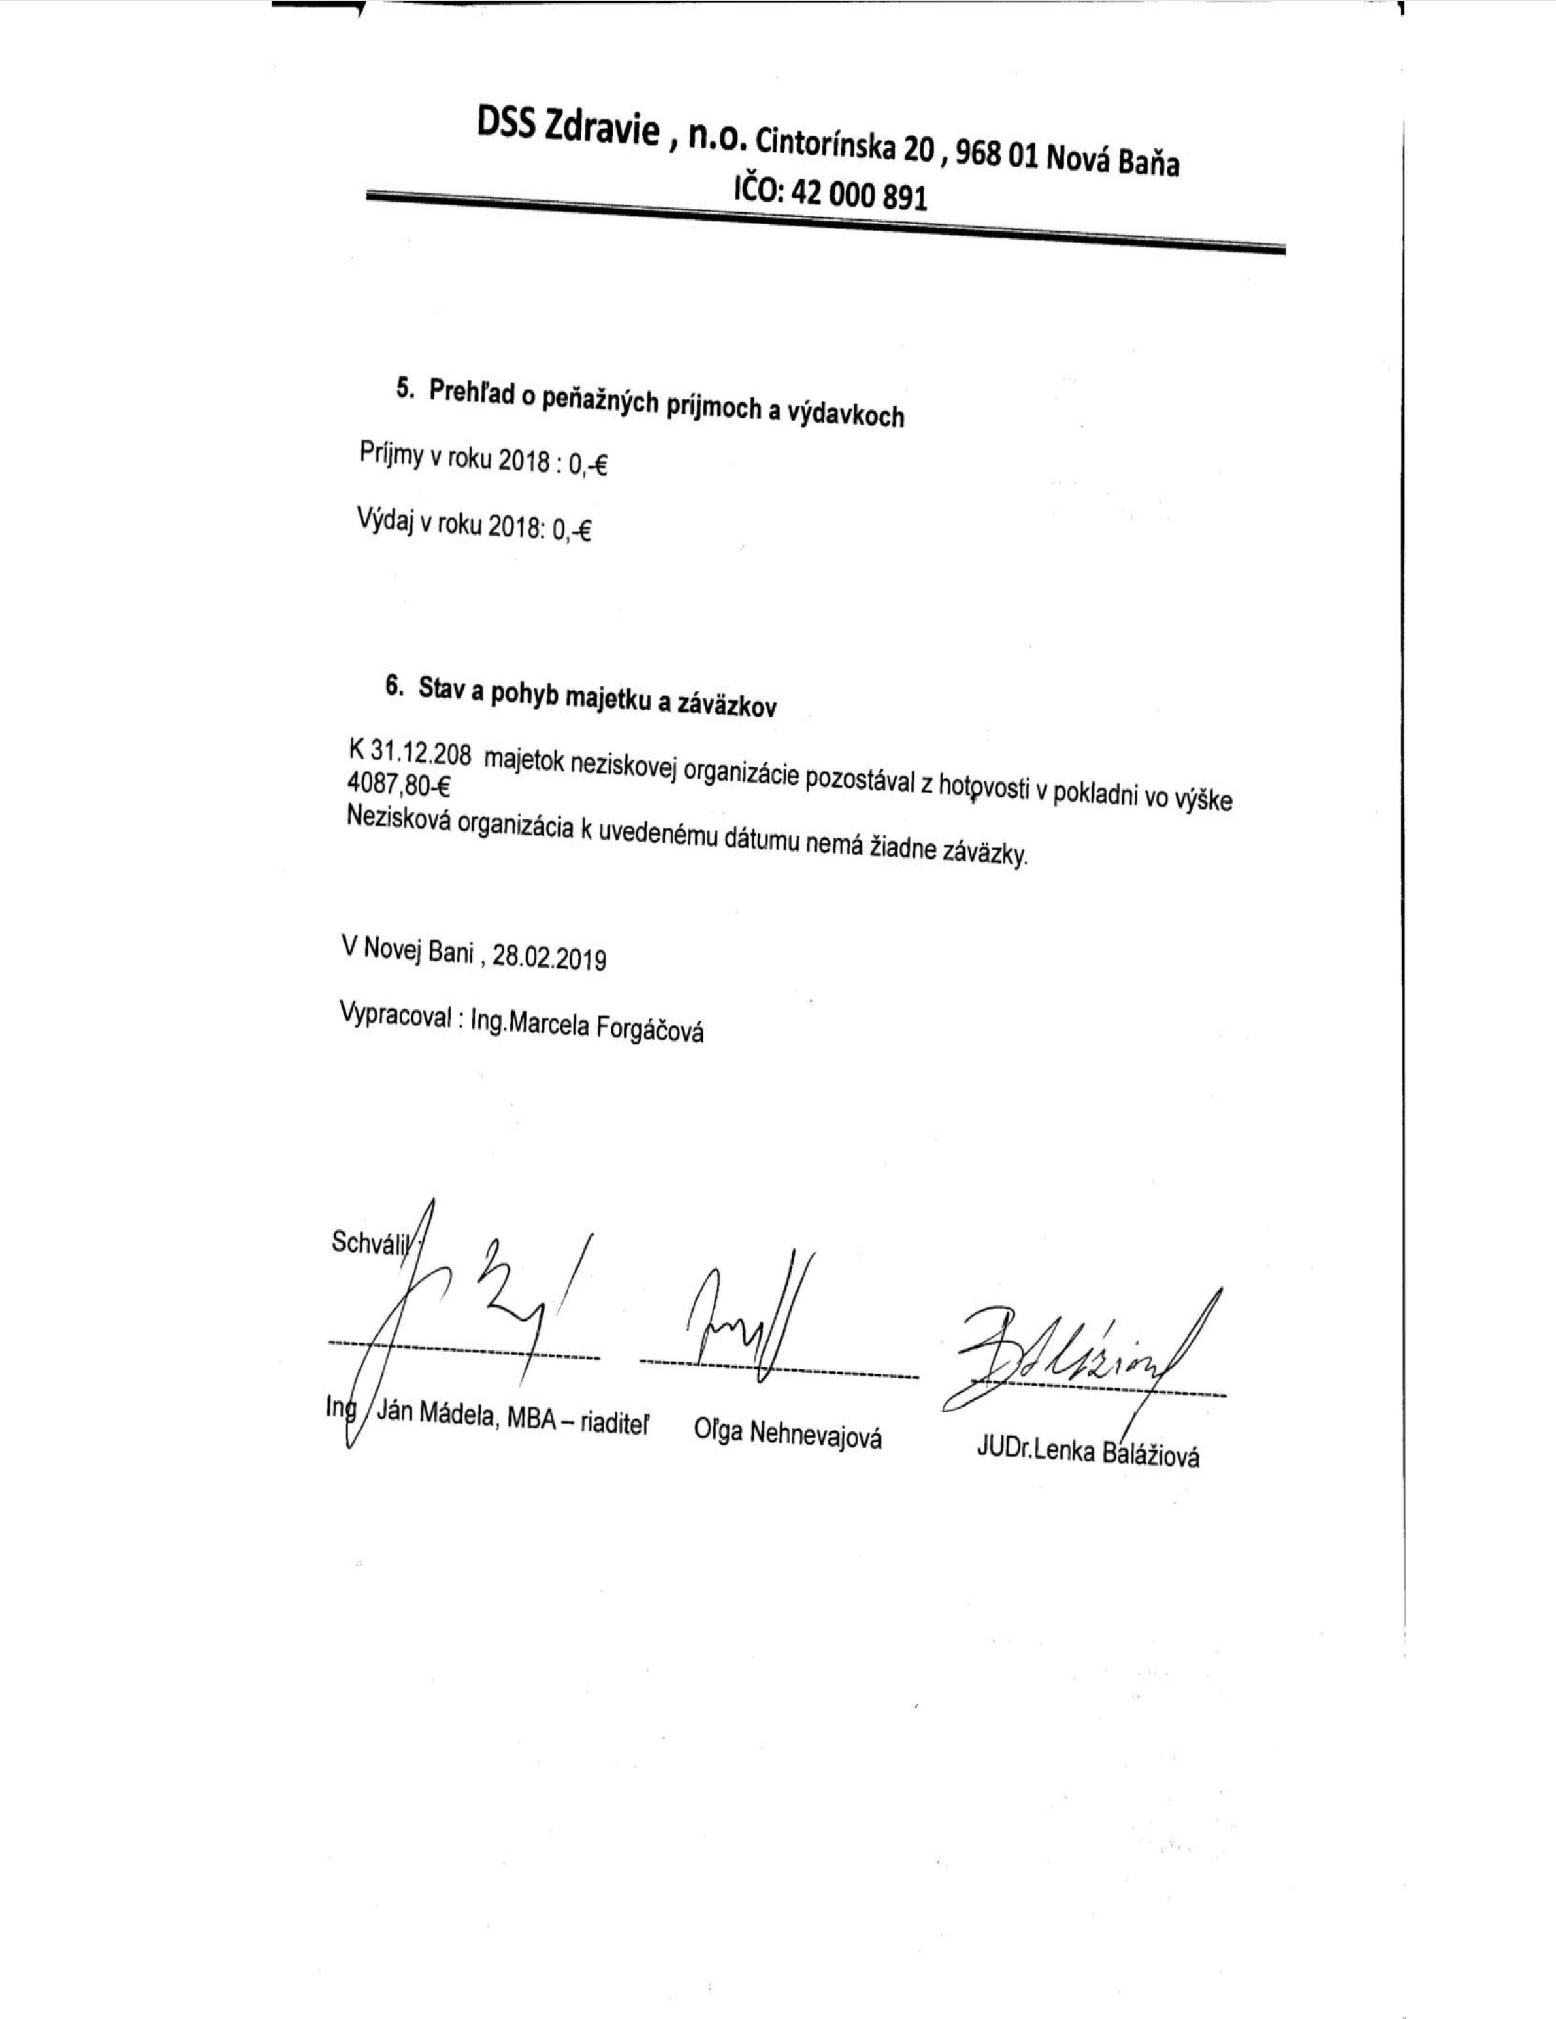 DSS Zdravie , n.o. Cintorínska 20 , 968 01 Nová Baňa
IČO: 42 000 891
5. Prehľad o peňažných príjmoch a výdavkoch
Príjmy v roku 2018 : 0,-€
Výdaj v roku 2018: 0,-€
6. Stav a pohyb majetku a záväzkov
K 31.12.208 majetok neziskovej organizácie pozostával z hotovosti v pokladni vo výške
4087,80-€
Nezisková organizácia k uvedenému dátumu nemá žiadne záväzky.
V Novej Bani , 28.02.2019
Vypracoval : Ing.Marcela Forgáčová
Schválil :
Ing Ján Mádela, MBA – riaditeľ Oľga Nehnevajová JUDr.Lenka Balážiová